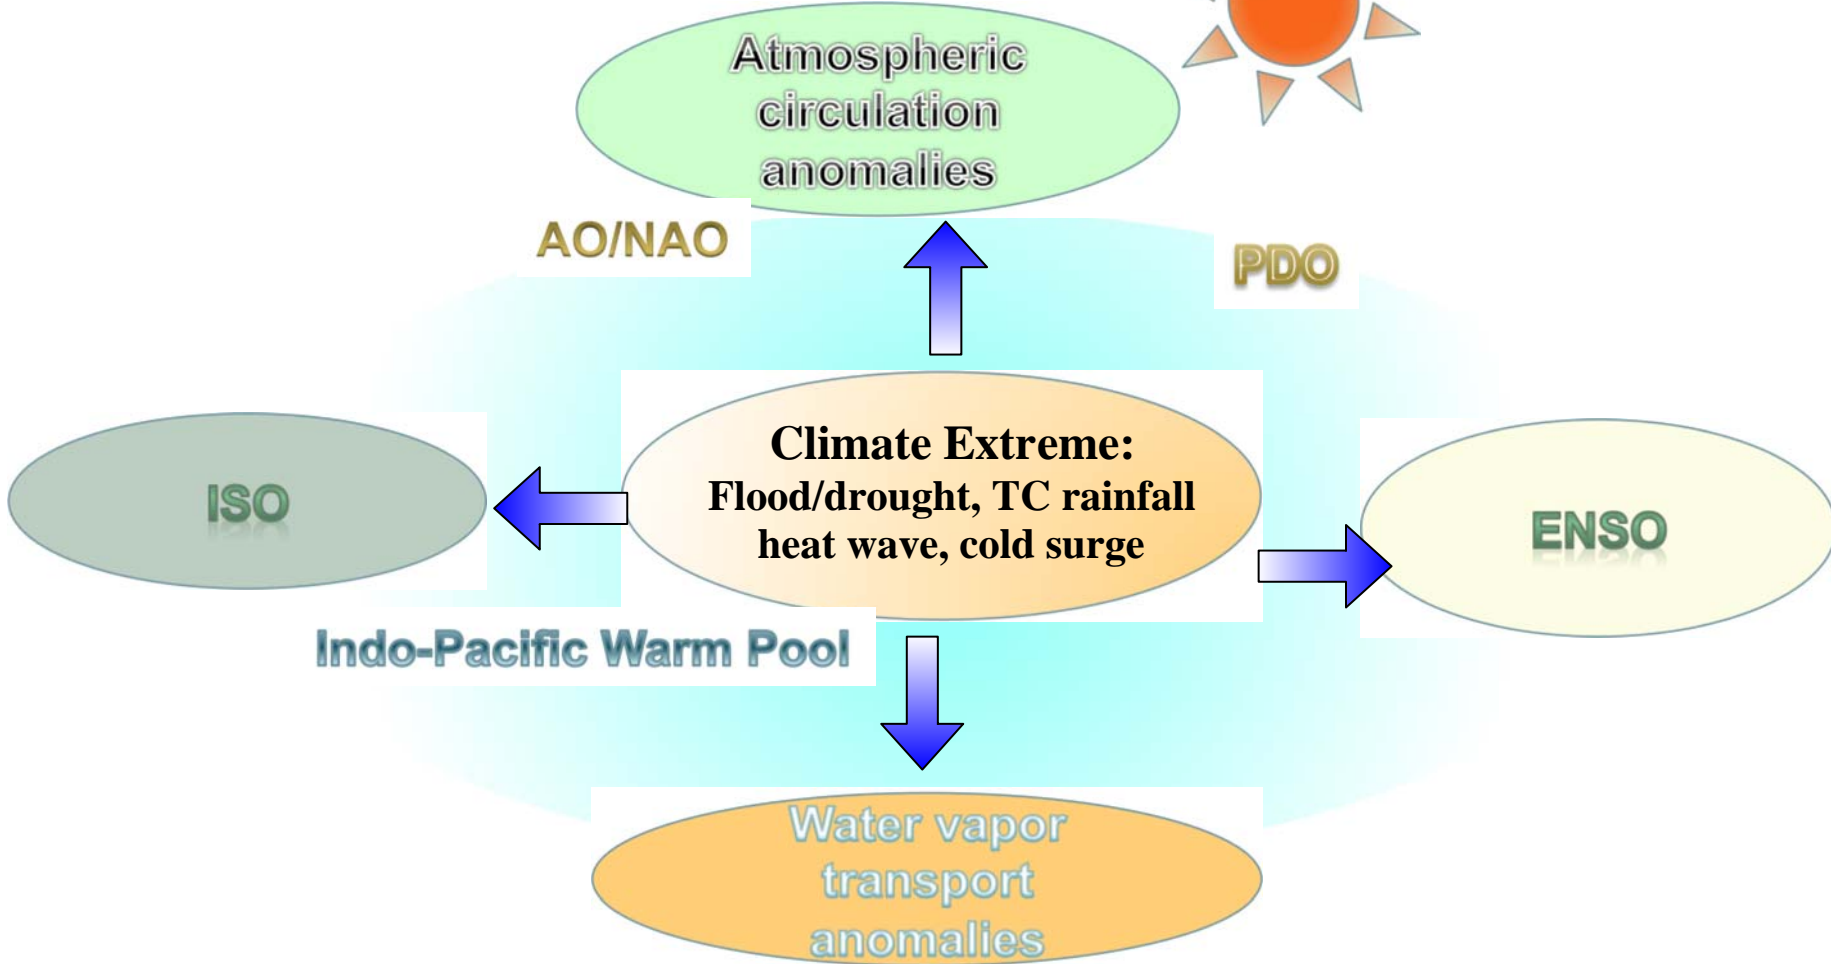 Atmospheric
circulation
anomalies
AO/NAO
PDO
Climate Extreme:
Flood/drought, TC rainfall
heat wave, cold surge
ISO
ENSO
Indo-Pacific Warm Pool
Water vapor
transport
anomalies